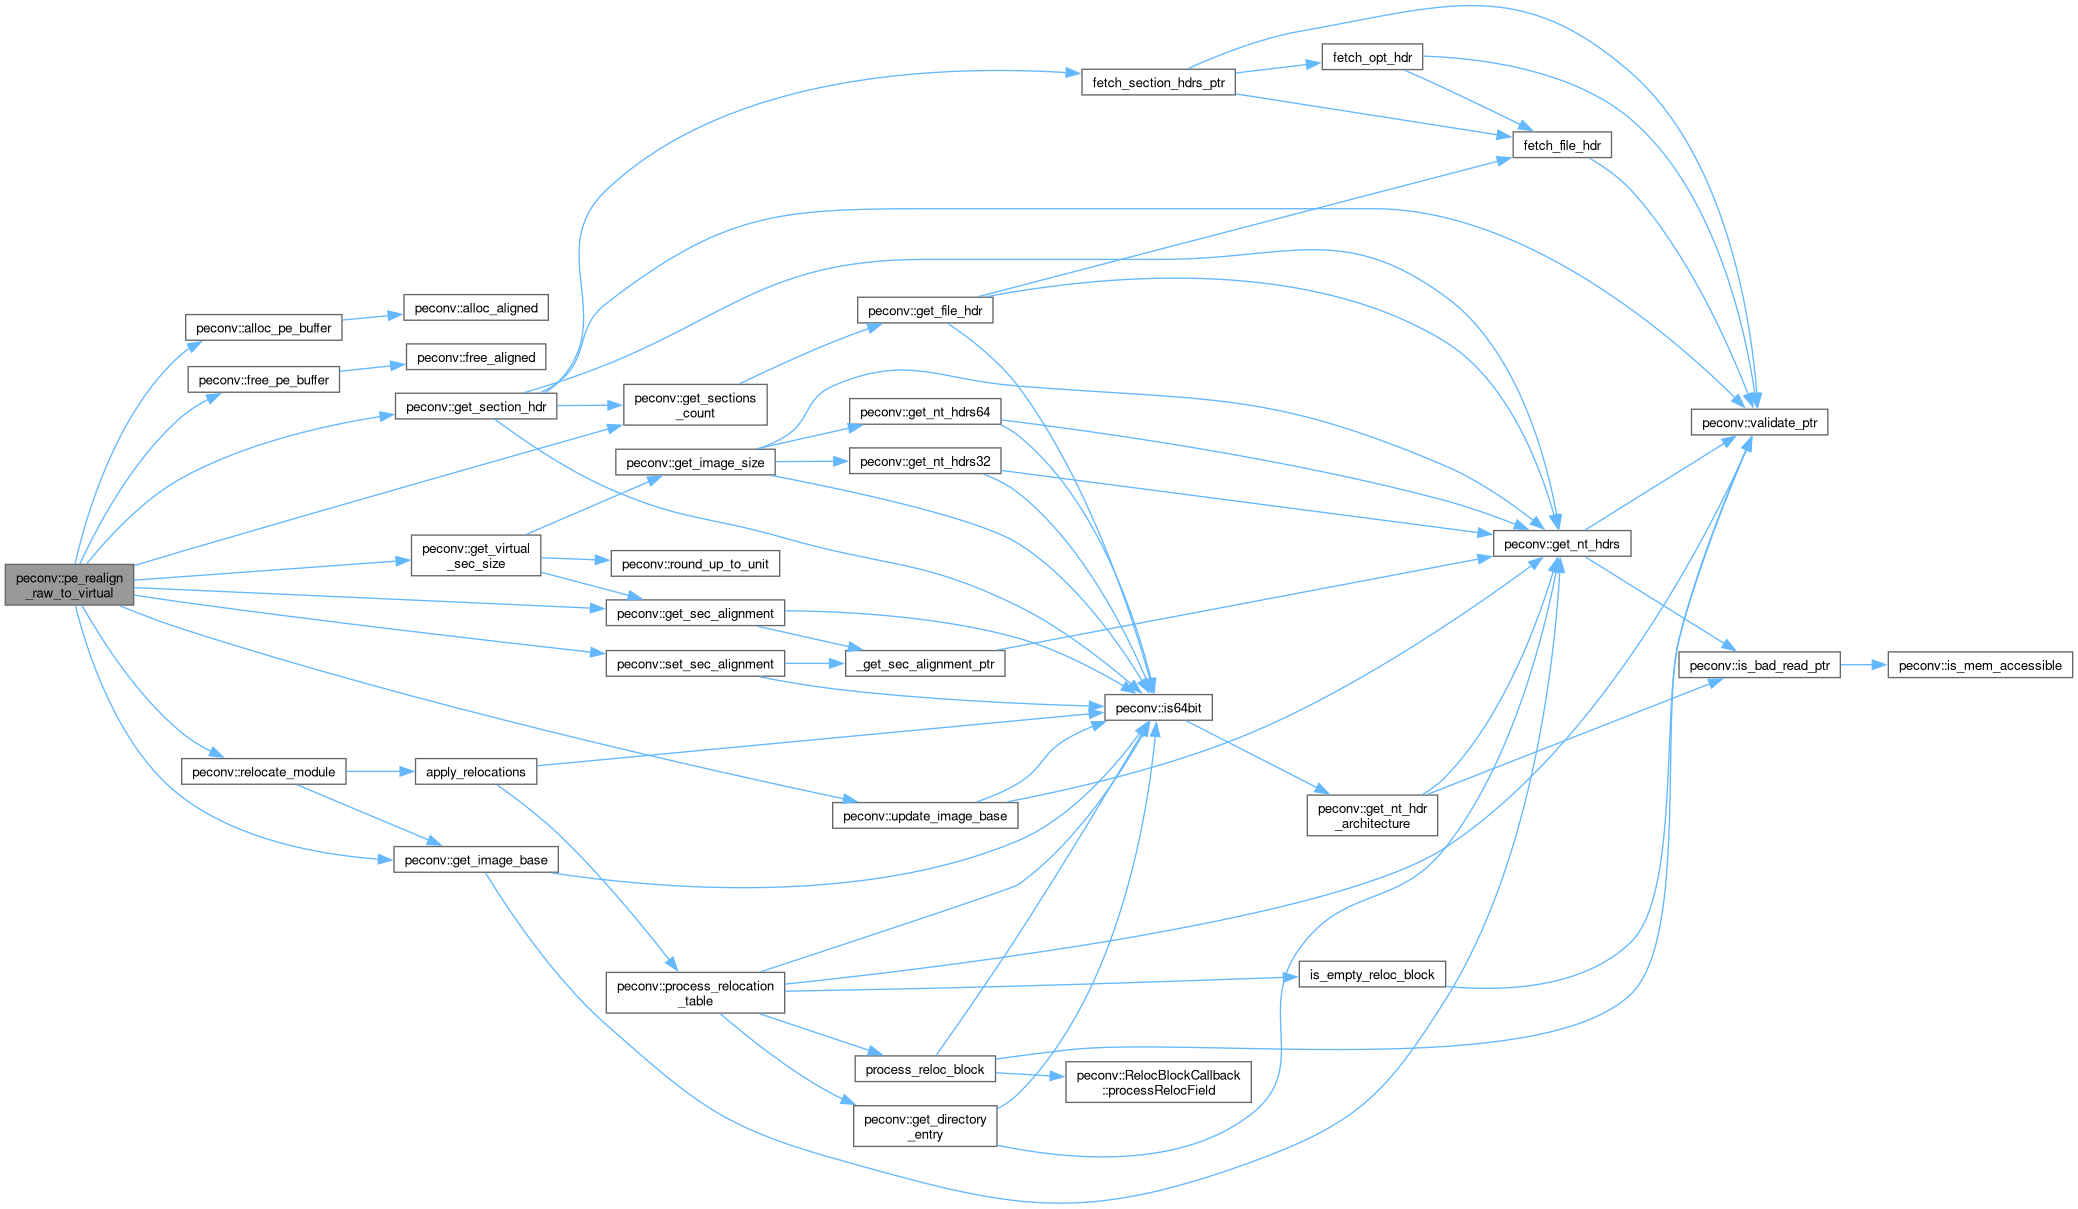 peconv::pe_realign
_raw_to_virtual
peconv::alloc_pe_buffer
peconv::alloc_aligned
peconv::free_pe_buffer
peconv::free_aligned
peconv::get_section_hdr
peconv::get_sections
_count
peconv::get_virtual
_sec_size
peconv::get_image_size
peconv::round_up_to_unit
peconv::get_sec_alignment
peconv::set_sec_alignment
peconv::relocate_module
apply_relocations
peconv::get_image_base
peconv::process_relocation
_table
peconv::get_file_hdr
peconv::get_nt_hdrs64
peconv::get_nt_hdrs32
_get_sec_alignment_ptr
peconv::update_image_base
process_reloc_block
peconv::get_directory
_entry
fetch_section_hdrs_ptr
fetch_opt_hdr
fetch_file_hdr
peconv::is64bit
peconv::RelocBlockCallback
::processRelocField
peconv::get_nt_hdr
_architecture
is_empty_reloc_block
peconv::get_nt_hdrs
peconv::validate_ptr
peconv::is_bad_read_ptr
peconv::is_mem_accessible